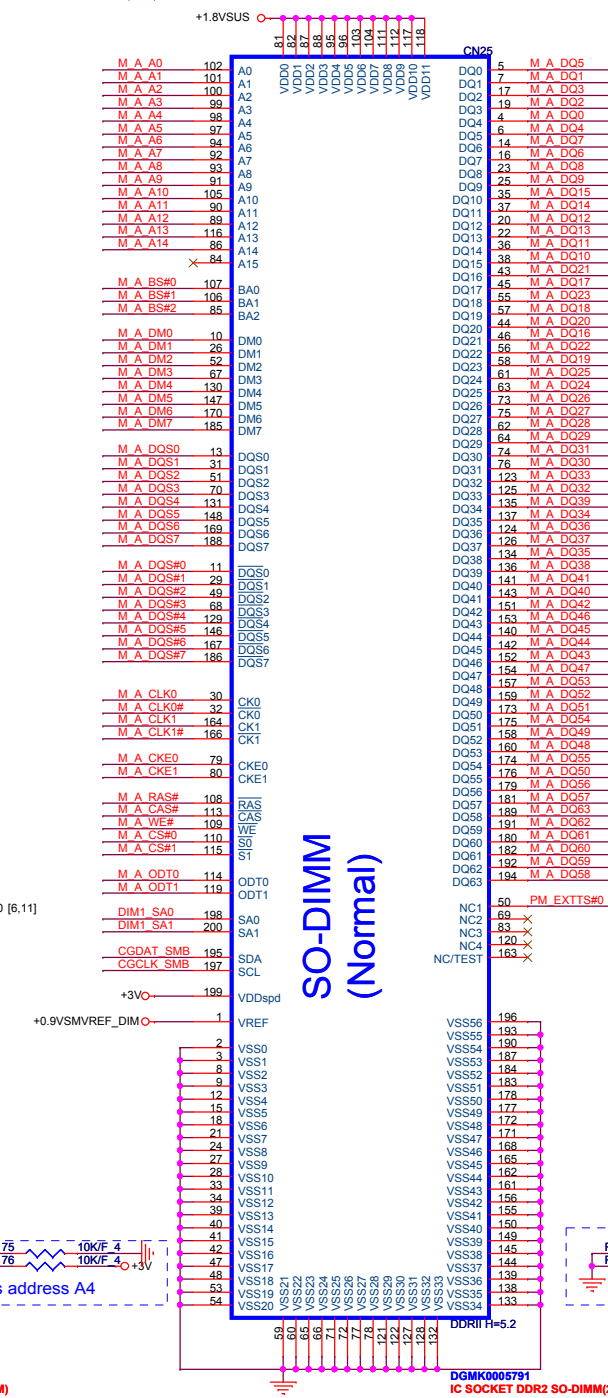 +1.8VSUS
81 82 87 88 95 96 103 104 111 112 117 118
VDD0 VDD1 VDD2 VDD3 VDD4 VDD5 VDD6 VDD7 VDD8 VDD9 VDD10 VDD11
CN25
M_A_A0 102 A0
M_A_A1 101 A1
M_A_A2 100 A2
M_A_A3 99 A3
M_A_A4 98 A4
M_A_A5 97 A5
M_A_A6 94 A6
M_A_A7 92 A7
M_A_A8 93 A8
M_A_A9 91 A9
M_A_A10 105 A10
M_A_A11 90 A11
M_A_A12 89 A12
M_A_A13 116 A13
M_A_A14 86 A14
84 A15
M_A_BS#0 107 BA0
M_A_BS#1 106 BA1
M_A_BS#2 85 BA2
M_A_DM0 10 DM0
M_A_DM1 26 DM1
M_A_DM2 52 DM2
M_A_DM3 67 DM3
M_A_DM4 130 DM4
M_A_DM5 147 DM5
M_A_DM6 170 DM6
M_A_DM7 185 DM7
M_A_DQS0 13 DQS0
M_A_DQS1 31 DQS1
M_A_DQS2 51 DQS2
M_A_DQS3 70 DQS3
M_A_DQS4 131 DQS4
M_A_DQS5 148 DQS5
M_A_DQS6 169 DQS6
M_A_DQS7 188 DQS7
M_A_DQS#0 11 DQS0
M_A_DQS#1 29 DQS1
M_A_DQS#2 49 DQS2
M_A_DQS#3 68 DQS3
M_A_DQS#4 129 DQS4
M_A_DQS#5 146 DQS5
M_A_DQS#6 167 DQS6
M_A_DQS#7 186 DQS7
M_A_CLK0 30 CK0
M_A_CLK0# 32 CK0
M_A_CLK1 164 CK1
M_A_CLK1# 166 CK1
M_A_CKE0 79 CKE0
M_A_CKE1 80 CKE1
M_A_RAS# 108 RAS
M_A_CAS# 113 CAS
M_A_WE# 109 WE
M_A_CS#0 110 S0
M_A_CS#1 115 S1
M_A_ODT0 114 ODT0
M_A_ODT1 119 ODT1
0 [6,11]
DIM1_SA0 198 SA0
DIM1_SA1 200 SA1
CGDAT_SMB 195 SDA
CGCLK_SMB 197 SCL
+3V 199 VDDspd
+0.9VSMVREF_DIM 1 VREF
2 VSS0
3 VSS1
8 VSS2
9 VSS3
12 VSS4
15 VSS5
18 VSS6
21 VSS7
24 VSS8
27 VSS9
28 VSS10
33 VSS11
34 VSS12
39 VSS13
40 VSS14
41 VSS15
42 VSS16
47 VSS17
48 VSS18
53 VSS19
54 VSS20
SO-DIMM
(Normal)
DQ0 5 M_A_DQ5
DQ1 7 M_A_DQ1
DQ2 17 M_A_DQ3
DQ3 19 M_A_DQ2
DQ4 4 M_A_DQ0
DQ5 6 M_A_DQ4
DQ6 14 M_A_DQ7
DQ7 16 M_A_DQ6
DQ8 23 M_A_DQ8
DQ9 25 M_A_DQ9
DQ10 35 M_A_DQ15
DQ11 37 M_A_DQ14
DQ12 20 M_A_DQ12
DQ13 22 M_A_DQ13
DQ14 36 M_A_DQ11
DQ15 38 M_A_DQ10
DQ16 43 M_A_DQ21
DQ17 45 M_A_DQ17
DQ18 55 M_A_DQ23
DQ19 57 M_A_DQ18
DQ20 44 M_A_DQ20
DQ21 46 M_A_DQ16
DQ22 56 M_A_DQ22
DQ23 58 M_A_DQ19
DQ24 61 M_A_DQ25
DQ25 63 M_A_DQ24
DQ26 73 M_A_DQ26
DQ27 75 M_A_DQ27
DQ28 62 M_A_DQ28
DQ29 64 M_A_DQ29
DQ30 74 M_A_DQ31
DQ31 76 M_A_DQ30
DQ32 123 M_A_DQ33
DQ33 125 M_A_DQ32
DQ34 135 M_A_DQ39
DQ35 137 M_A_DQ34
DQ36 124 M_A_DQ36
DQ37 126 M_A_DQ37
DQ38 134 M_A_DQ35
DQ39 136 M_A_DQ38
DQ40 141 M_A_DQ41
DQ41 143 M_A_DQ40
DQ42 151 M_A_DQ42
DQ43 153 M_A_DQ46
DQ44 140 M_A_DQ45
DQ45 142 M_A_DQ44
DQ46 152 M_A_DQ43
DQ47 154 M_A_DQ47
DQ48 157 M_A_DQ53
DQ49 159 M_A_DQ52
DQ50 173 M_A_DQ51
DQ51 175 M_A_DQ54
DQ52 158 M_A_DQ49
DQ53 160 M_A_DQ48
DQ54 174 M_A_DQ55
DQ55 176 M_A_DQ50
DQ56 179 M_A_DQ56
DQ57 181 M_A_DQ57
DQ58 189 M_A_DQ63
DQ59 191 M_A_DQ62
DQ60 180 M_A_DQ61
DQ61 182 M_A_DQ60
DQ62 192 M_A_DQ59
DQ63 194 M_A_DQ58
NC1 50 PM_EXTTS#0
NC2 69
NC3 83
NC4 120
NC/TEST 163
VSS56 196
VSS55 193
VSS54 190
VSS53 187
VSS52 184
VSS51 183
VSS50 178
VSS49 177
VSS48 172
VSS47 171
VSS46 168
VSS45 165
VSS44 162
VSS43 161
VSS42 156
VSS41 155
VSS40 150
VSS39 149
VSS38 145
VSS37 144
VSS36 139
VSS35 138
VSS34 133
VSS21 VSS22 VSS23 VSS24 VSS25 VSS26 VSS27 VSS28 VSS29 VSS30 VSS31 VSS32 VSS33
59 60 65 66 71 72 77 78 121 122 127 128 132
75 10K/F_4
76 10K/F_4 +3V
s address A4
DDRII H=5.2
DGMK0005791
IC SOCKET DDR2 SO-DIMM(